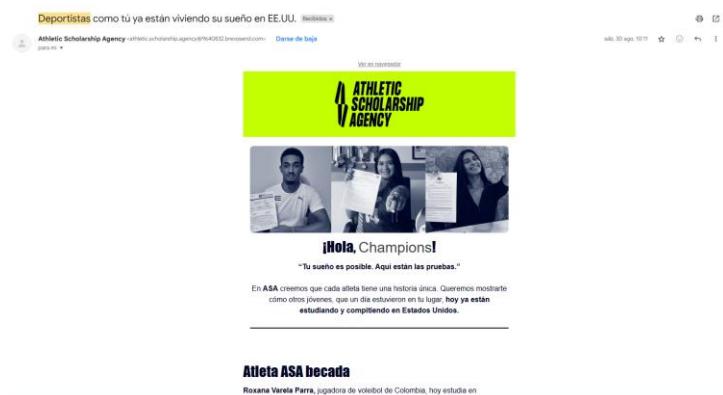 Deportistas como tú ya están viviendo su sueño en EE.UU. Recibidos x
Athletic Scholarship Agency Darse de baja sáb, 30 ago, 10:11
para mí
Ver en navegador
ATHLETIC
SCHOLARSHIP
AGENCY
¡Hola, Champions!
"Tu sueño es posible. Aquí están las pruebas."
En ASA creemos que cada atleta tiene una historia única. Queremos mostrarte
cómo otros jóvenes, que un día estuvieron en tu lugar, hoy ya están
estudiando y compitiendo en Estados Unidos.
Atleta ASA becada
Roxana Varela Parra, jugadora de voleibol de Colombia, hoy estudia en